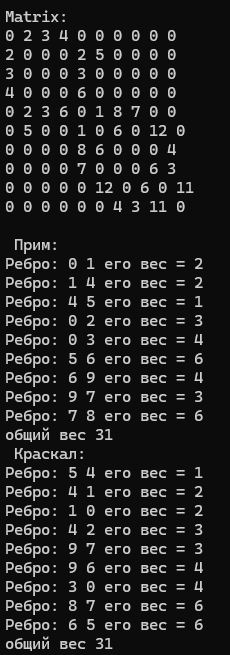 Matrix:
0 2 3 4 0 0 0 0 0 0
2 0 0 0 2 5 0 0 0 0
3 0 0 0 3 0 0 0 0 0
4 0 0 0 6 0 0 0 0 0
0 2 3 6 0 1 8 7 0 0
0 5 0 0 1 0 6 0 12 0
0 0 0 0 8 6 0 0 0 4
0 0 0 0 7 0 0 0 6 3
0 0 0 0 0 12 0 6 0 11
0 0 0 0 0 0 4 3 11 0
Прим:
Ребро: 0 1 его вес = 2
Ребро: 1 4 его вес = 2
Ребро: 4 5 его вес = 1
Ребро: 0 2 его вес = 3
Ребро: 0 3 его вес = 4
Ребро: 5 6 его вес = 6
Ребро: 6 9 его вес = 4
Ребро: 9 7 его вес = 3
Ребро: 7 8 его вес = 6
общий вес 31
Краскал:
Ребро: 5 4 его вес = 1
Ребро: 4 1 его вес = 2
Ребро: 1 0 его вес = 2
Ребро: 4 2 его вес = 3
Ребро: 9 7 его вес = 3
Ребро: 9 6 его вес = 4
Ребро: 3 0 его вес = 4
Ребро: 8 7 его вес = 6
Ребро: 6 5 его вес = 6
общий вес 31